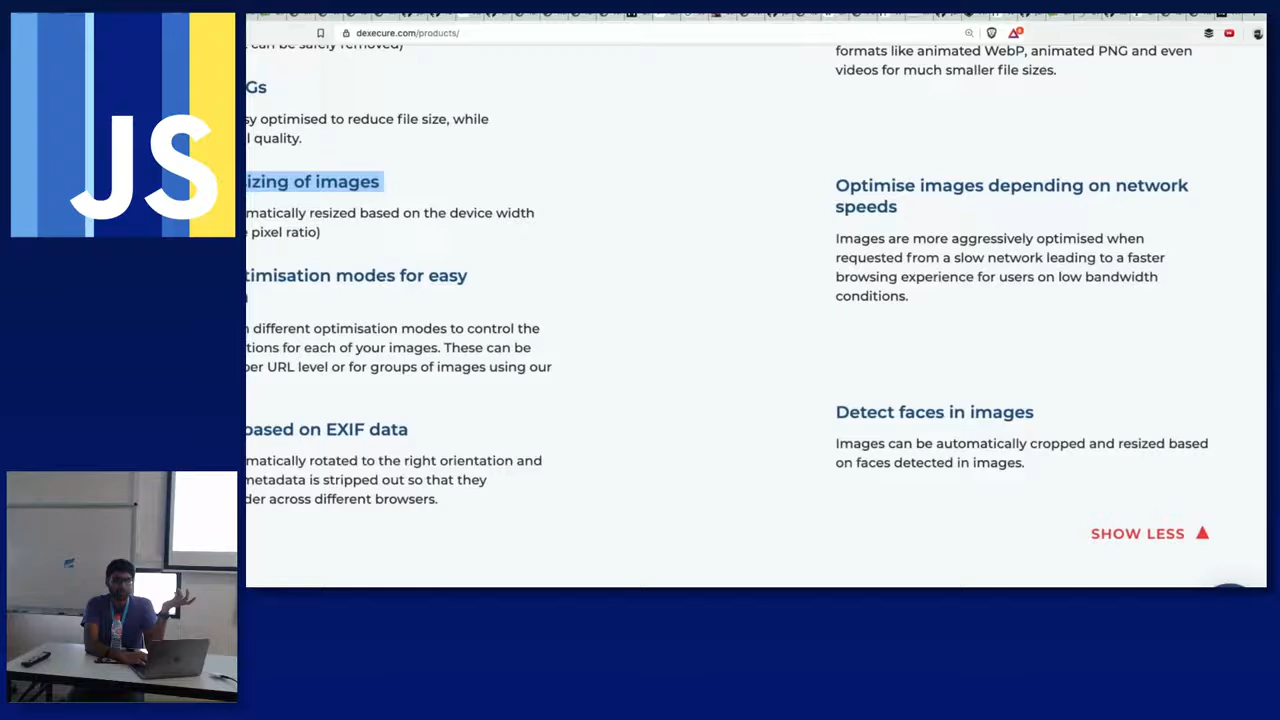 JS
dexecure.com/products/
can be safely removed)
Gs
optimised to reduce file size, while
quality.
sizing of images
matically resized based on the device width
pixel ratio)
timisation modes for easy
different optimisation modes to control the
tions for each of your images. These can be
per URL level or for groups of images using our
based on EXIF data
matically rotated to the right orientation and
metadata is stripped out so that they
der across different browsers.
formats like animated WebP, animated PNG and even
videos for much smaller file sizes.
Optimise images depending on network
speeds
Images are more aggressively optimised when
requested from a slow network leading to a faster
browsing experience for users on low bandwidth
conditions.
Detect faces in images
Images can be automatically cropped and resized based
on faces detected in images.
SHOW LESS